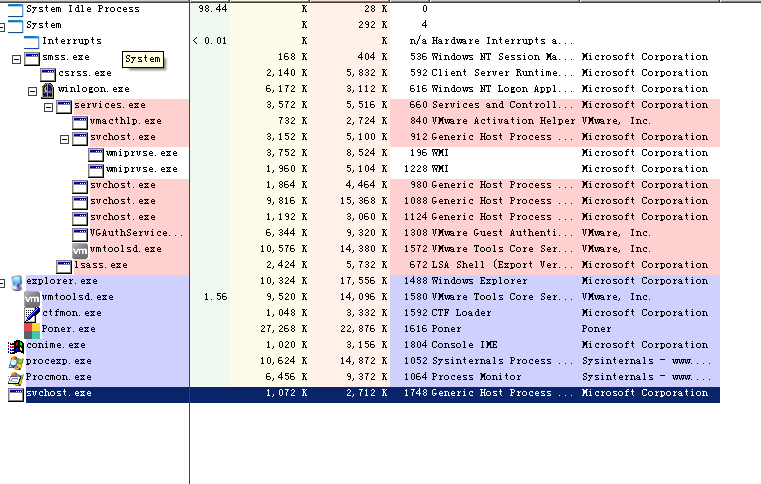 System Idle Process 98.44 K 28 K 0
System K 292 K 4
Interrupts < 0.01 K K n/a Hardware Interrupts a...
smss.exe 168 K 404 K 536 Windows NT Session Ma... Microsoft Corporation
System
csrss.exe 2,140 K 5,832 K 592 Client Server Runtime... Microsoft Corporation
winlogon.exe 6,172 K 3,112 K 616 Windows NT Logon Appl... Microsoft Corporation
services.exe 3,572 K 5,516 K 660 Services and Controll... Microsoft Corporation
vmacthlp.exe 732 K 2,724 K 840 VMware Activation Helper VMware, Inc.
svchost.exe 3,152 K 5,100 K 912 Generic Host Process ... Microsoft Corporation
wmiprvse.exe 3,752 K 8,524 K 196 WMI Microsoft Corporation
wmiprvse.exe 1,960 K 5,104 K 1228 WMI Microsoft Corporation
svchost.exe 1,864 K 4,464 K 980 Generic Host Process ... Microsoft Corporation
svchost.exe 9,816 K 15,368 K 1088 Generic Host Process ... Microsoft Corporation
svchost.exe 1,192 K 3,060 K 1124 Generic Host Process ... Microsoft Corporation
VGAuthService... 6,344 K 9,320 K 1308 VMware Guest Authenti... VMware, Inc.
vmtoolsd.exe 10,576 K 14,380 K 1572 VMware Tools Core Ser... VMware, Inc.
lsass.exe 2,424 K 5,732 K 672 LSA Shell (Export Ver... Microsoft Corporation
explorer.exe 10,324 K 17,556 K 1488 Windows Explorer Microsoft Corporation
vmtoolsd.exe 1.56 9,520 K 14,096 K 1580 VMware Tools Core Ser... VMware, Inc.
ctfmon.exe 1,048 K 3,332 K 1592 CTF Loader Microsoft Corporation
Poner.exe 27,268 K 22,876 K 1616 Poner Poner
conime.exe 1,020 K 3,156 K 1804 Console IME Microsoft Corporation
procexp.exe 10,624 K 14,872 K 1052 Sysinternals Process ... Sysinternals - www....
Procmon.exe 6,456 K 9,372 K 1064 Process Monitor Sysinternals - www....
svchost.exe 1,072 K 2,712 K 1748 Generic Host Process ... Microsoft Corporation